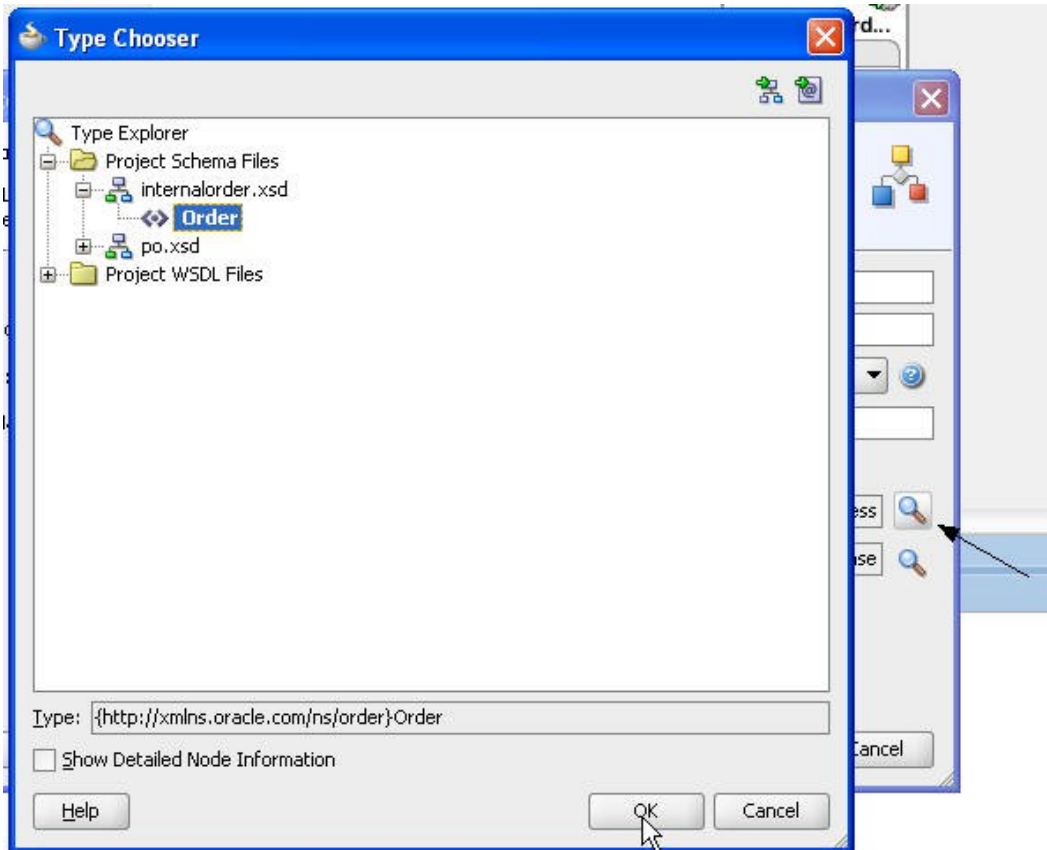 Type Chooser
rd...
Type Explorer
Project Schema Files
internalorder.xsd
Order
po.xsd
Project WSDL Files
ess
se
Type: {http://xmlns.oracle.com/ns/order}Order
Show Detailed Node Information
Cancel
Help
OK
Cancel